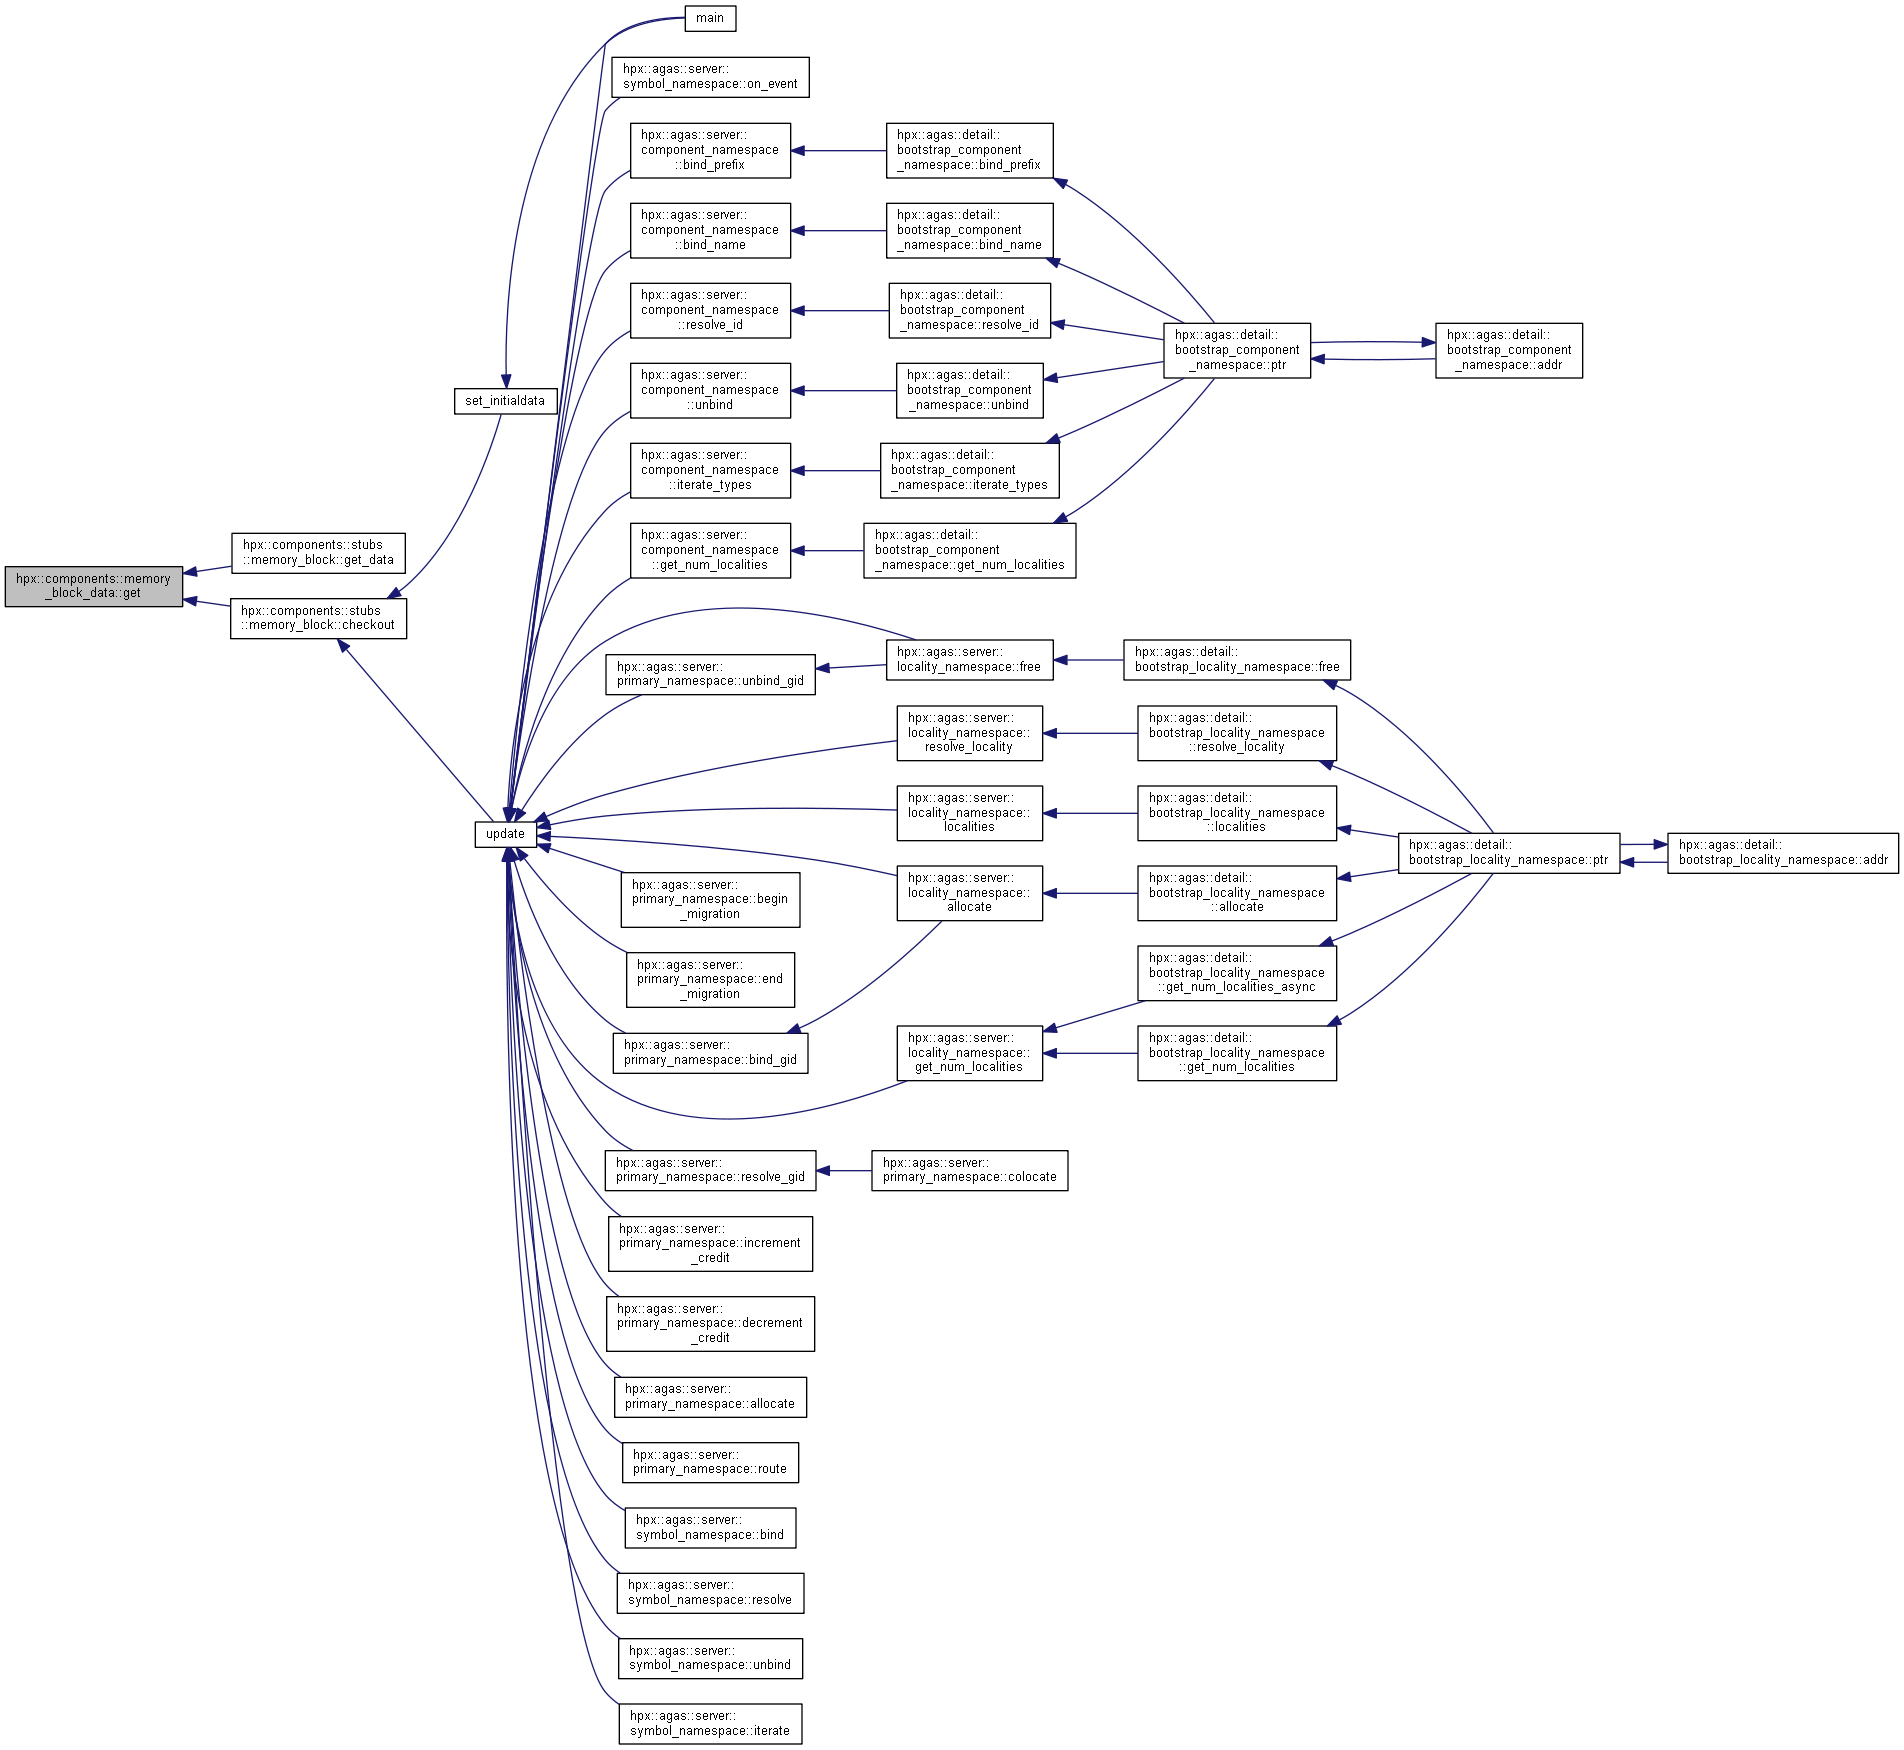 main
hpx::agas::server::
symbol_namespace::on_event
hpx::agas::server::
component_namespace
::bind_prefix
hpx::agas::detail::
bootstrap_component
_namespace::bind_prefix
hpx::agas::server::
component_namespace
::bind_name
hpx::agas::detail::
bootstrap_component
_namespace::bind_name
hpx::agas::server::
component_namespace
::resolve_id
hpx::agas::detail::
bootstrap_component
_namespace::resolve_id
hpx::agas::detail::
bootstrap_component
_namespace::ptr
hpx::agas::detail::
bootstrap_component
_namespace::addr
set_initialdata
hpx::agas::server::
component_namespace
::unbind
hpx::agas::detail::
bootstrap_component
_namespace::unbind
hpx::agas::server::
component_namespace
::iterate_types
hpx::agas::detail::
bootstrap_component
_namespace::iterate_types
hpx::agas::server::
component_namespace
::get_num_localities
hpx::agas::detail::
bootstrap_component
_namespace::get_num_localities
hpx::components::stubs
::memory_block::get_data
hpx::components::memory
_block_data::get
hpx::components::stubs
::memory_block::checkout
hpx::agas::server::
primary_namespace::unbind_gid
hpx::agas::server::
locality_namespace::free
hpx::agas::detail::
bootstrap_locality_namespace::free
hpx::agas::server::
locality_namespace::
resolve_locality
hpx::agas::detail::
bootstrap_locality_namespace
::resolve_locality
hpx::agas::server::
locality_namespace::
localities
hpx::agas::detail::
bootstrap_locality_namespace
::localities
update
hpx::agas::detail::
bootstrap_locality_namespace::ptr
hpx::agas::detail::
bootstrap_locality_namespace::addr
hpx::agas::server::
primary_namespace::begin
_migration
hpx::agas::server::
locality_namespace::
allocate
hpx::agas::detail::
bootstrap_locality_namespace
::allocate
hpx::agas::server::
primary_namespace::end
_migration
hpx::agas::detail::
bootstrap_locality_namespace
::get_num_localities_async
hpx::agas::server::
primary_namespace::bind_gid
hpx::agas::server::
locality_namespace::
get_num_localities
hpx::agas::detail::
bootstrap_locality_namespace
::get_num_localities
hpx::agas::server::
primary_namespace::resolve_gid
hpx::agas::server::
primary_namespace::colocate
hpx::agas::server::
primary_namespace::increment
_credit
hpx::agas::server::
primary_namespace::decrement
_credit
hpx::agas::server::
primary_namespace::allocate
hpx::agas::server::
primary_namespace::route
hpx::agas::server::
symbol_namespace::bind
hpx::agas::server::
symbol_namespace::resolve
hpx::agas::server::
symbol_namespace::unbind
hpx::agas::server::
symbol_namespace::iterate